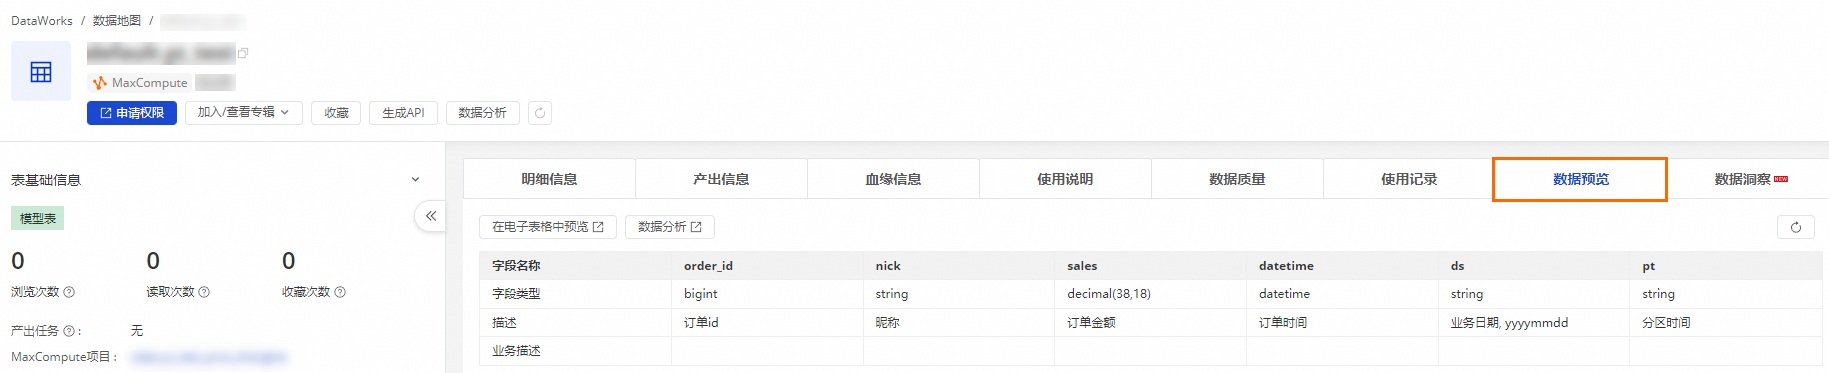 DataWorks / 数据地图 /
MaxCompute
申请权限 加入/查看专辑 收藏 生成API 数据分析
表基础信息
模型表
0 0 0
浏览次数 读取次数 收藏次数
产出任务 : 无
MaxCompute项目 :
明细信息 产出信息 血缘信息 使用说明 数据质量 使用记录 数据预览 数据洞察 NEW
在电子表格中预览 数据分析
字段名称 order_id nick sales datetime ds pt
字段类型 bigint string decimal(38,18) datetime string string
描述 订单id 昵称 订单金额 订单时间 业务日期, yyyymmdd 分区时间
业务描述